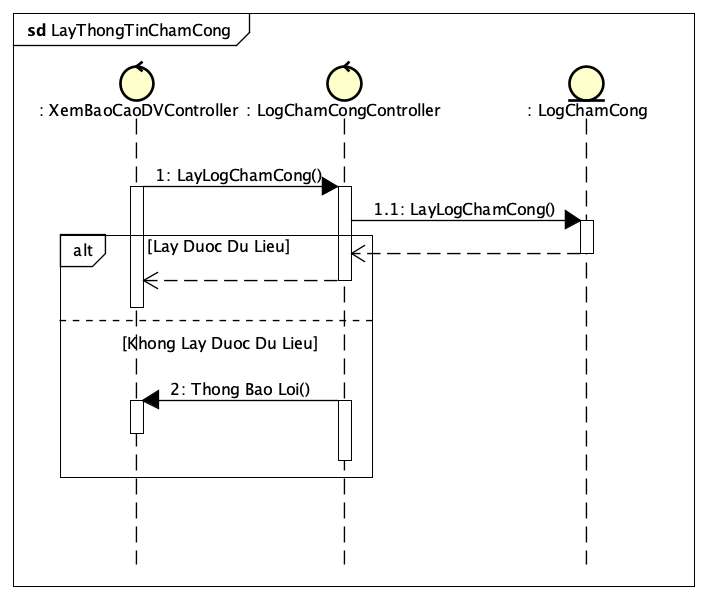 sd LayThongTinChamCong
: XemBaoCaoDVController
: LogChamCongController
: LogChamCong
1: LayLogChamCong()
1.1: LayLogChamCong()
alt
[Lay Duoc Du Lieu]
[Khong Lay Duoc Du Lieu]
2: Thong Bao Loi()